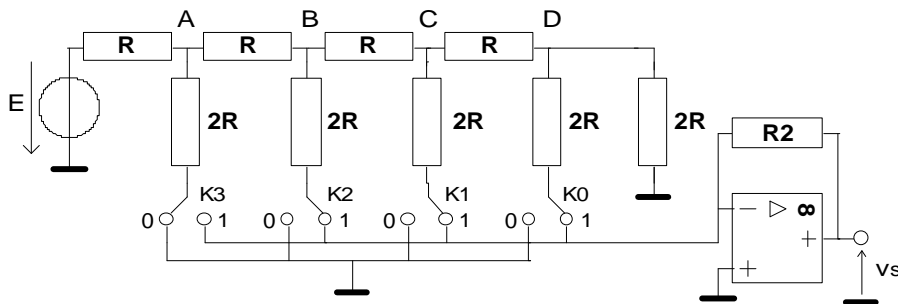 A B C D
R R R R
E 2R 2R 2R 2R 2R R2
K3 K2 K1 K0
0 1 0 1 0 1 0 1
− ▷ ∞
+ +
vs